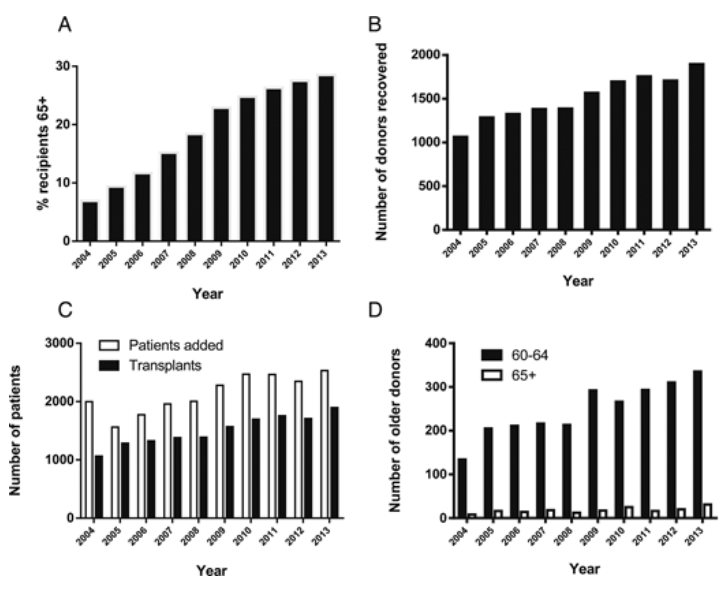 A
% recipients 65+
30
20
10
0
2004 2005 2006 2007 2008 2009 2010 2011 2012 2013
Year
B
Number of donors recovered
2000
1500
1000
500
0
2004 2005 2006 2007 2008 2009 2010 2011 2012 2013
Year
C
Number of patients
3000
2000
1000
0
Patients added
Transplants
2004 2005 2006 2007 2008 2009 2010 2011 2012 2013
Year
D
Number of older donors
400
300
200
100
0
60-64
65+
2004 2005 2006 2007 2008 2009 2010 2011 2012 2013
Year